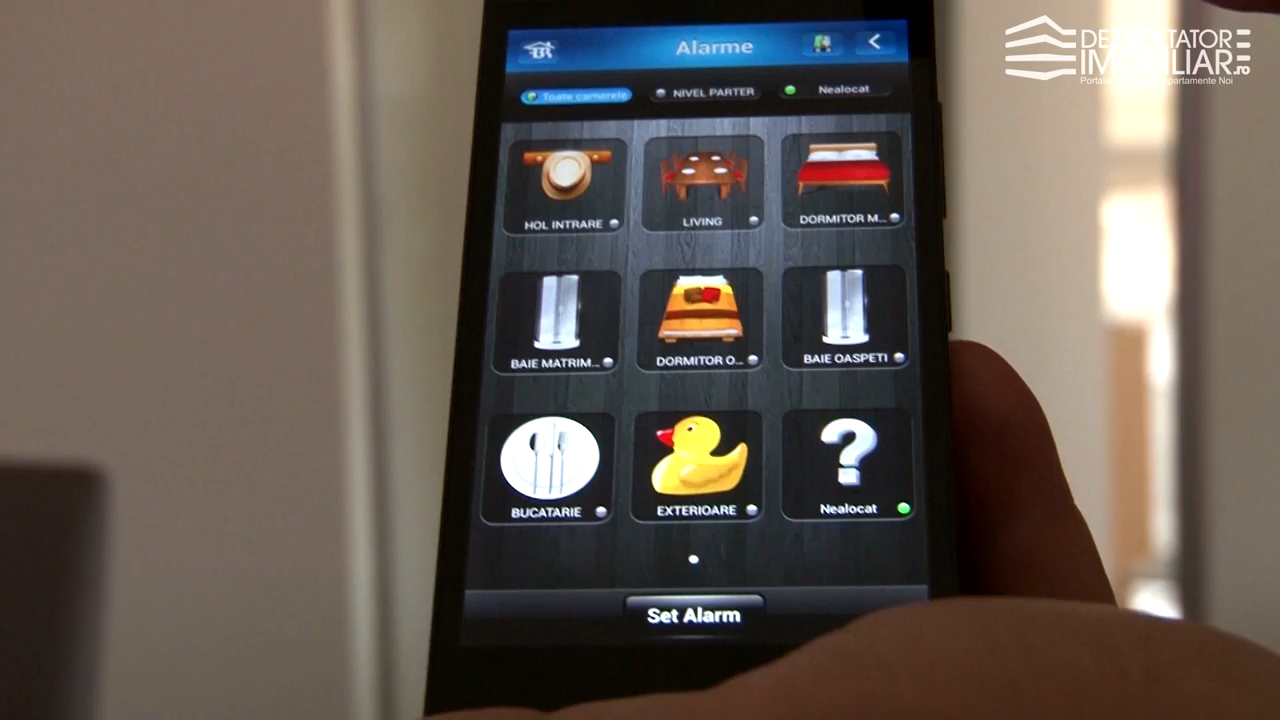 DEZVOLTATOR
IMOBILIAR.ro
Alarme
Toate camerele
NIVEL PARTER
Nealocat
HOL INTRARE
LIVING
DORMITOR M...
BAIE MATRIM...
DORMITOR O...
BAIE OASPETI
BUCATARIE
EXTERIOARE
Nealocat
Set Alarm